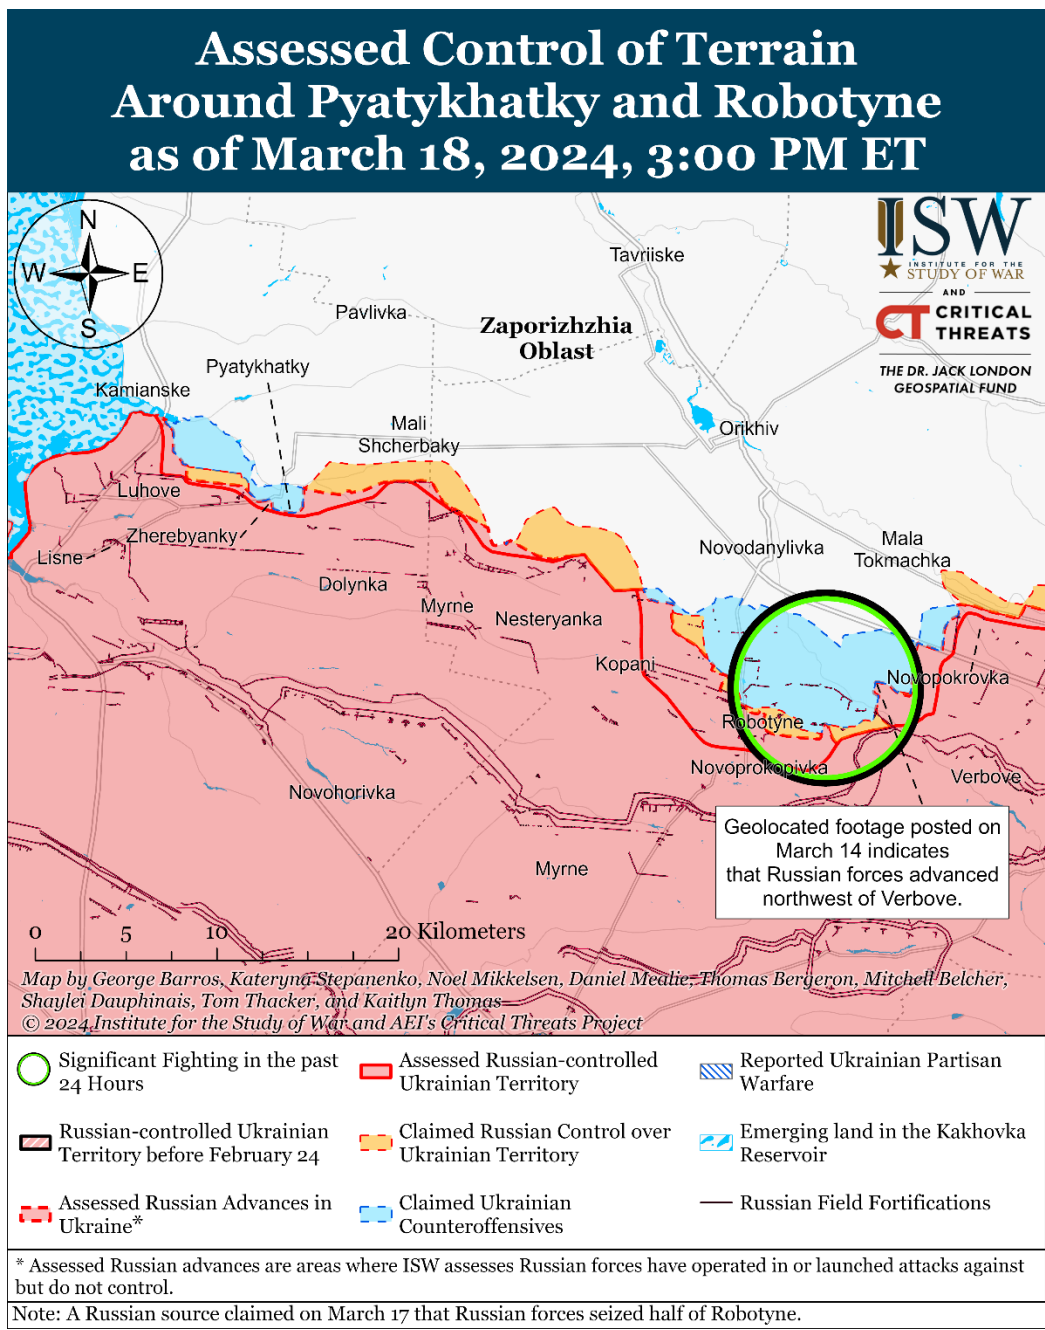 Assessed Control of Terrain
Around Pyatykhatky and Robotyne
as of March 18, 2024, 3:00 PM ET
N
W
E
S
ISW
INSTITUTE FOR THE
STUDY OF WAR
AND
CT CRITICAL
THREATS
THE DR. JACK LONDON
GEOSPATIAL FUND
Tavriiske
Pavlivka
Zaporizhzhia
Oblast
Pyatykhatky
Kamianske
Mali
Shcherbaky
Orikhiv
Luhove
Zherebyanky
Lisne
Novodanylivka
Mala
Tokmachka
Dolynka
Myrne
Nesteryanka
Kopani
Novopokrovka
Robotyne
Novoprokopivka
Verbove
Novohorivka
Geolocated footage posted on
March 14 indicates
that Russian forces advanced
northwest of Verbove.
Myrne
0 5 10 20 Kilometers
Map by George Barros, Kateryna Stepanenko, Noel Mikkelsen, Daniel Mealie, Thomas Bergeron, Mitchell Belcher,
Shaylei Dauphinais, Tom Thacker, and Kaitlyn Thomas
© 2024 Institute for the Study of War and AEI's Critical Threats Project
Significant Fighting in the past
24 Hours
Assessed Russian-controlled
Ukrainian Territory
Reported Ukrainian Partisan
Warfare
Russian-controlled Ukrainian
Territory before February 24
Claimed Russian Control over
Ukrainian Territory
Emerging land in the Kakhovka
Reservoir
Assessed Russian Advances in
Ukraine*
Claimed Ukrainian
Counteroffensives
Russian Field Fortifications
* Assessed Russian advances are areas where ISW assesses Russian forces have operated in or launched attacks against
but do not control.
Note: A Russian source claimed on March 17 that Russian forces seized half of Robotyne.